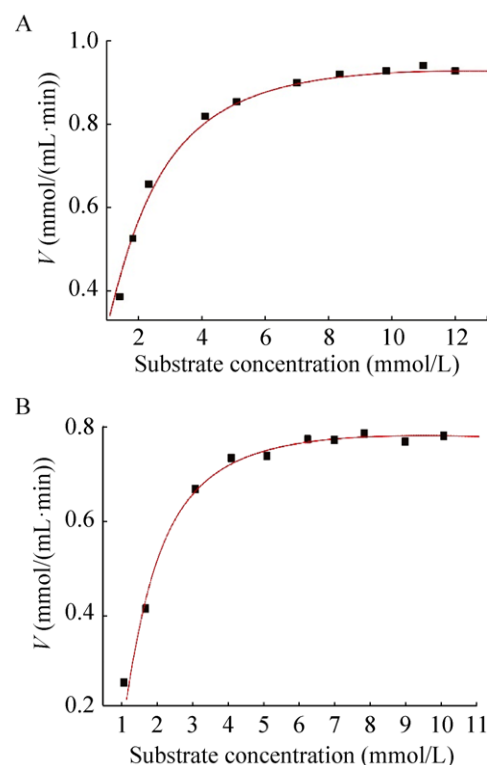 A
V (mmol/(mL·min))
1.0
0.8
0.6
0.4
2 4 6 8 10 12
Substrate concentration (mmol/L)
B
V (mmol/(mL·min))
0.8
0.6
0.4
0.2
1 2 3 4 5 6 7 8 9 10 11
Substrate concentration (mmol/L)